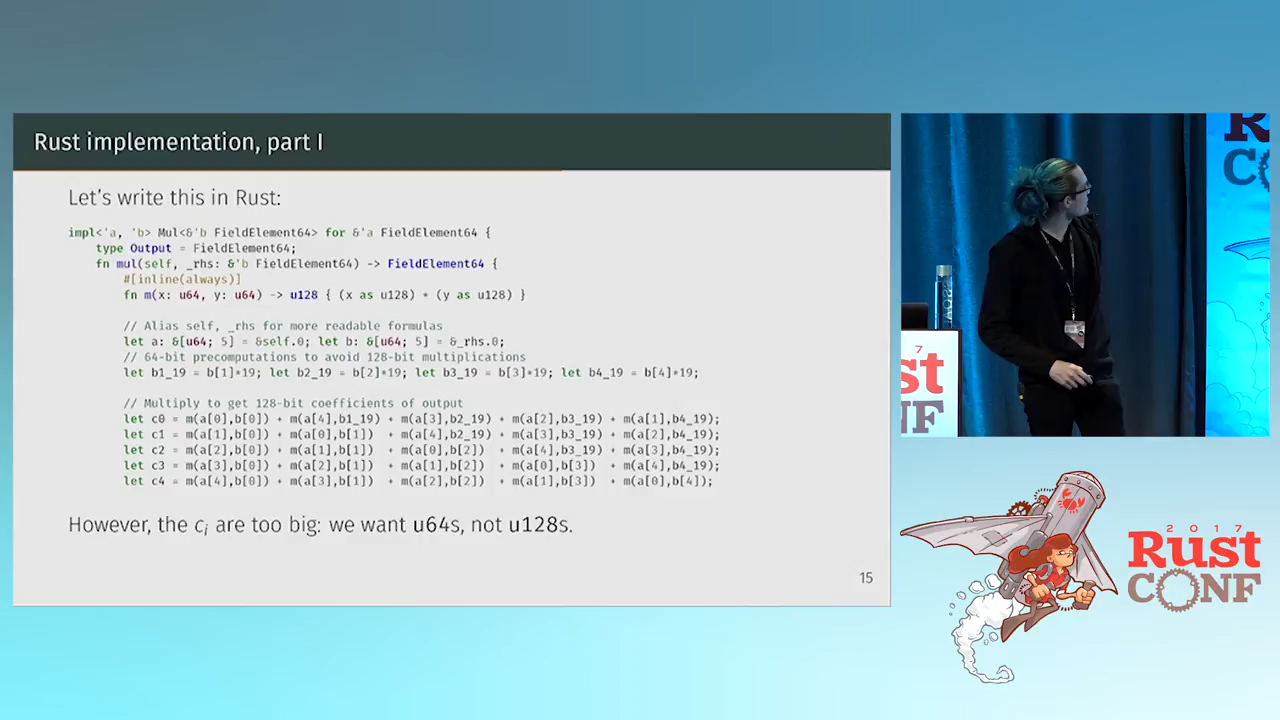 Rust implementation, part I
Let's write this in Rust:
impl<'a, 'b> Mul<&'b FieldElement64> for &'a FieldElement64 {
    type Output = FieldElement64;
    fn mul(self, _rhs: &'b FieldElement64) -> FieldElement64 {
        #[inline(always)]
        fn m(x: u64, y: u64) -> u128 { (x as u128) * (y as u128) }
        // Alias self, _rhs for more readable formulas
        let a: &[u64; 5] = &self.0; let b: &[u64; 5] = &_rhs.0;
        // 64-bit precomputations to avoid 128-bit multiplications
        let b1_19 = b[1]*19; let b2_19 = b[2]*19; let b3_19 = b[3]*19; let b4_19 = b[4]*19;
        // Multiply to get 128-bit coefficients of output
        let c0 = m(a[0],b[0]) + m(a[4],b1_19) + m(a[3],b2_19) + m(a[2],b3_19) + m(a[1],b4_19);
        let c1 = m(a[1],b[0]) + m(a[0],b[1])  + m(a[4],b2_19) + m(a[3],b3_19) + m(a[2],b4_19);
        let c2 = m(a[2],b[0]) + m(a[1],b[1])  + m(a[0],b[2])  + m(a[4],b3_19) + m(a[3],b4_19);
        let c3 = m(a[3],b[0]) + m(a[2],b[1])  + m(a[1],b[2])  + m(a[0],b[3])  + m(a[4],b4_19);
        let c4 = m(a[4],b[0]) + m(a[3],b[1])  + m(a[2],b[2])  + m(a[1],b[3])  + m(a[0],b[4]);
However, the ci are too big: we want u64s, not u128s.
15
2017
Rust
CONF